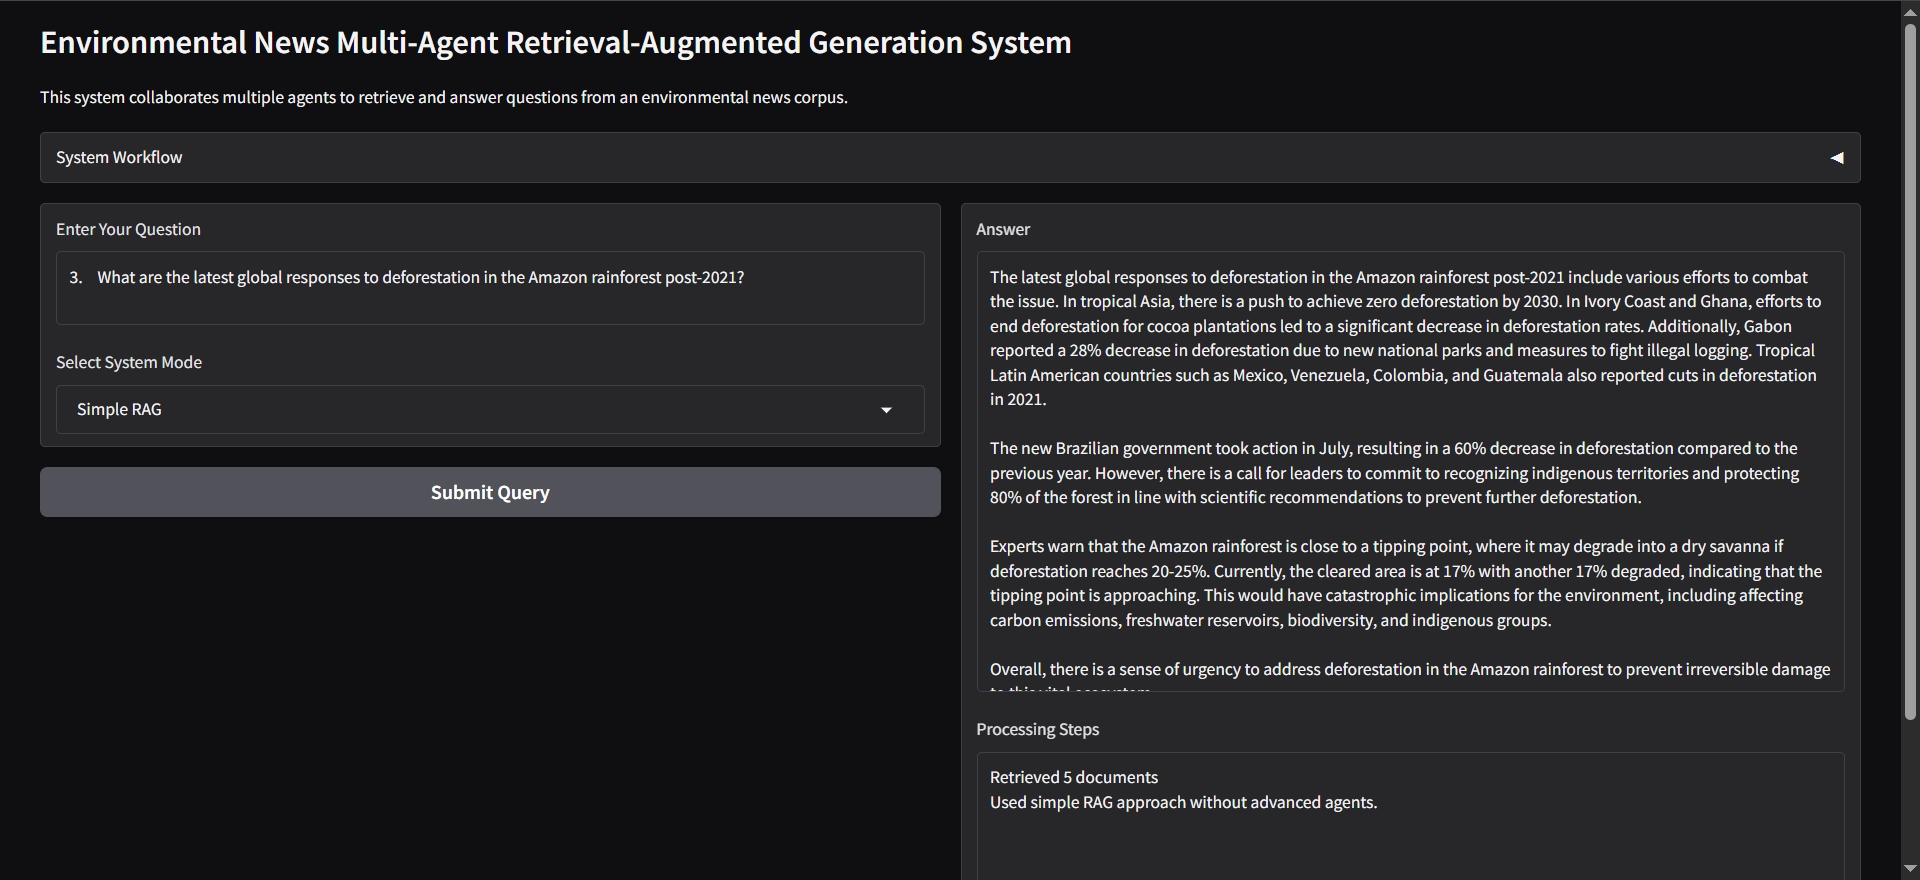 Environmental News Multi-Agent Retrieval-Augmented Generation System
This system collaborates multiple agents to retrieve and answer questions from an environmental news corpus.
System Workflow
Enter Your Question
3. What are the latest global responses to deforestation in the Amazon rainforest post-2021?
Select System Mode
Simple RAG
Submit Query
Answer
The latest global responses to deforestation in the Amazon rainforest post-2021 include various efforts to combat
the issue. In tropical Asia, there is a push to achieve zero deforestation by 2030. In Ivory Coast and Ghana, efforts to
end deforestation for cocoa plantations led to a significant decrease in deforestation rates. Additionally, Gabon
reported a 28% decrease in deforestation due to new national parks and measures to fight illegal logging. Tropical
Latin American countries such as Mexico, Venezuela, Colombia, and Guatemala also reported cuts in deforestation
in 2021.
The new Brazilian government took action in July, resulting in a 60% decrease in deforestation compared to the
previous year. However, there is a call for leaders to commit to recognizing indigenous territories and protecting
80% of the forest in line with scientific recommendations to prevent further deforestation.
Experts warn that the Amazon rainforest is close to a tipping point, where it may degrade into a dry savanna if
deforestation reaches 20-25%. Currently, the cleared area is at 17% with another 17% degraded, indicating that the
tipping point is approaching. This would have catastrophic implications for the environment, including affecting
carbon emissions, freshwater reservoirs, biodiversity, and indigenous groups.
Overall, there is a sense of urgency to address deforestation in the Amazon rainforest to prevent irreversible damage
to this vital ecosystem.
Processing Steps
Retrieved 5 documents
Used simple RAG approach without advanced agents.